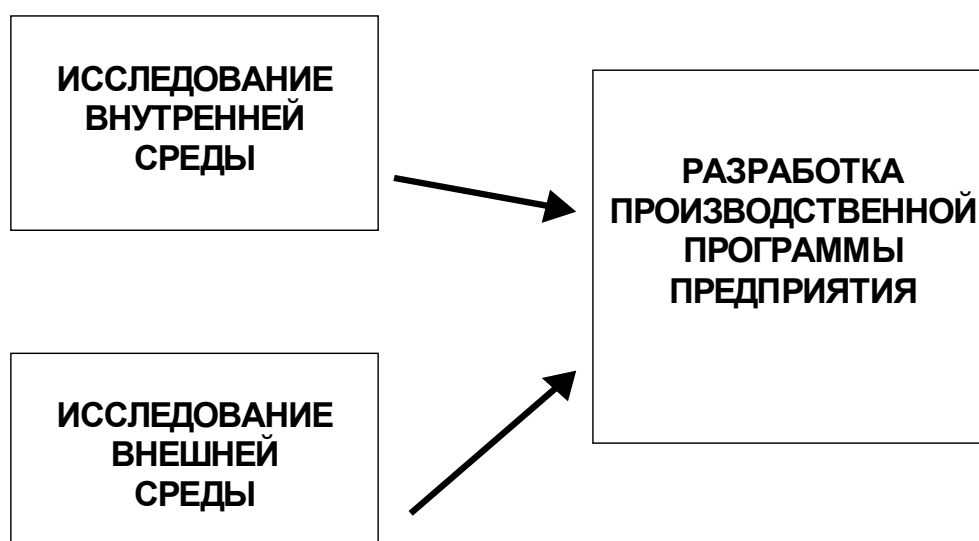 ИССЛЕДОВАНИЕ
ВНУТРЕННЕЙ
СРЕДЫ
РАЗРАБОТКА
ПРОИЗВОДСТВЕННОЙ
ПРОГРАММЫ
ПРЕДПРИЯТИЯ
ИССЛЕДОВАНИЕ
ВНЕШНЕЙ
СРЕДЫ